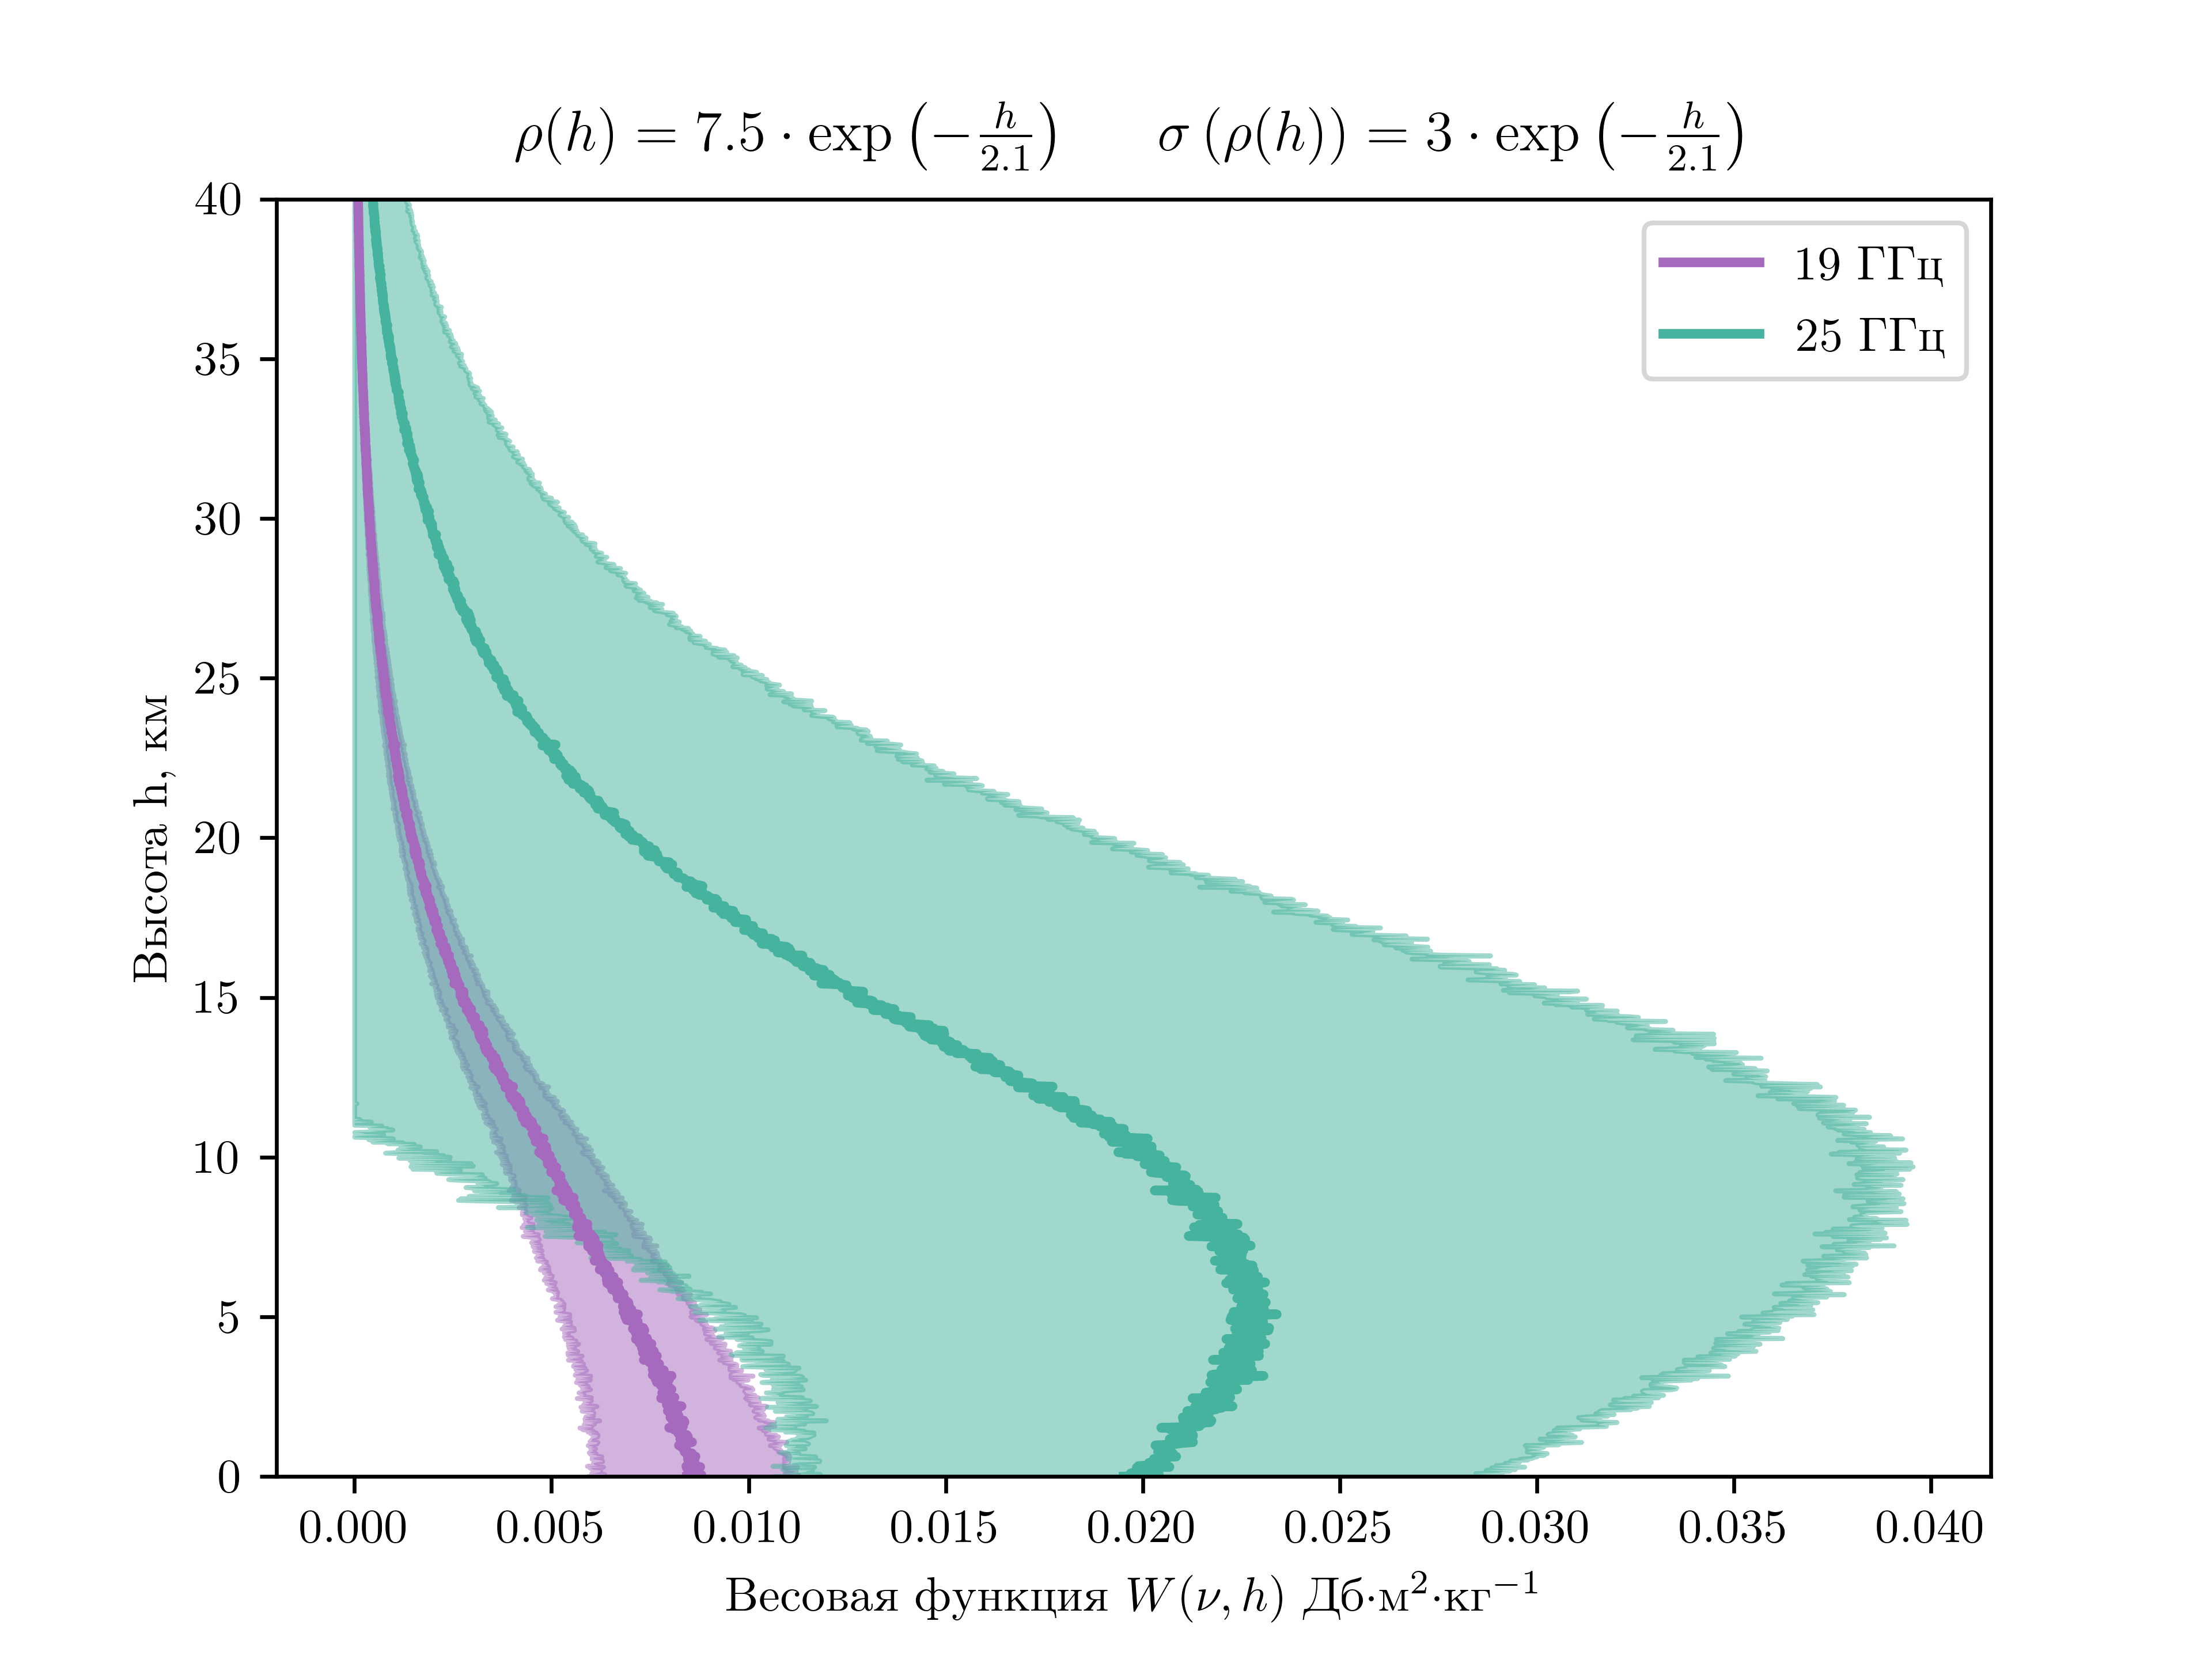 ρ(h) = 7.5 · exp(−h/2.1) σ(ρ(h)) = 3 · exp(−h/2.1)
40
35
30
25
20
15
10
5
0
Высота h, км
19 ГГц
25 ГГц
0.000 0.005 0.010 0.015 0.020 0.025 0.030 0.035 0.040
Весовая функция W(ν, h) Дб·м²·кг⁻¹